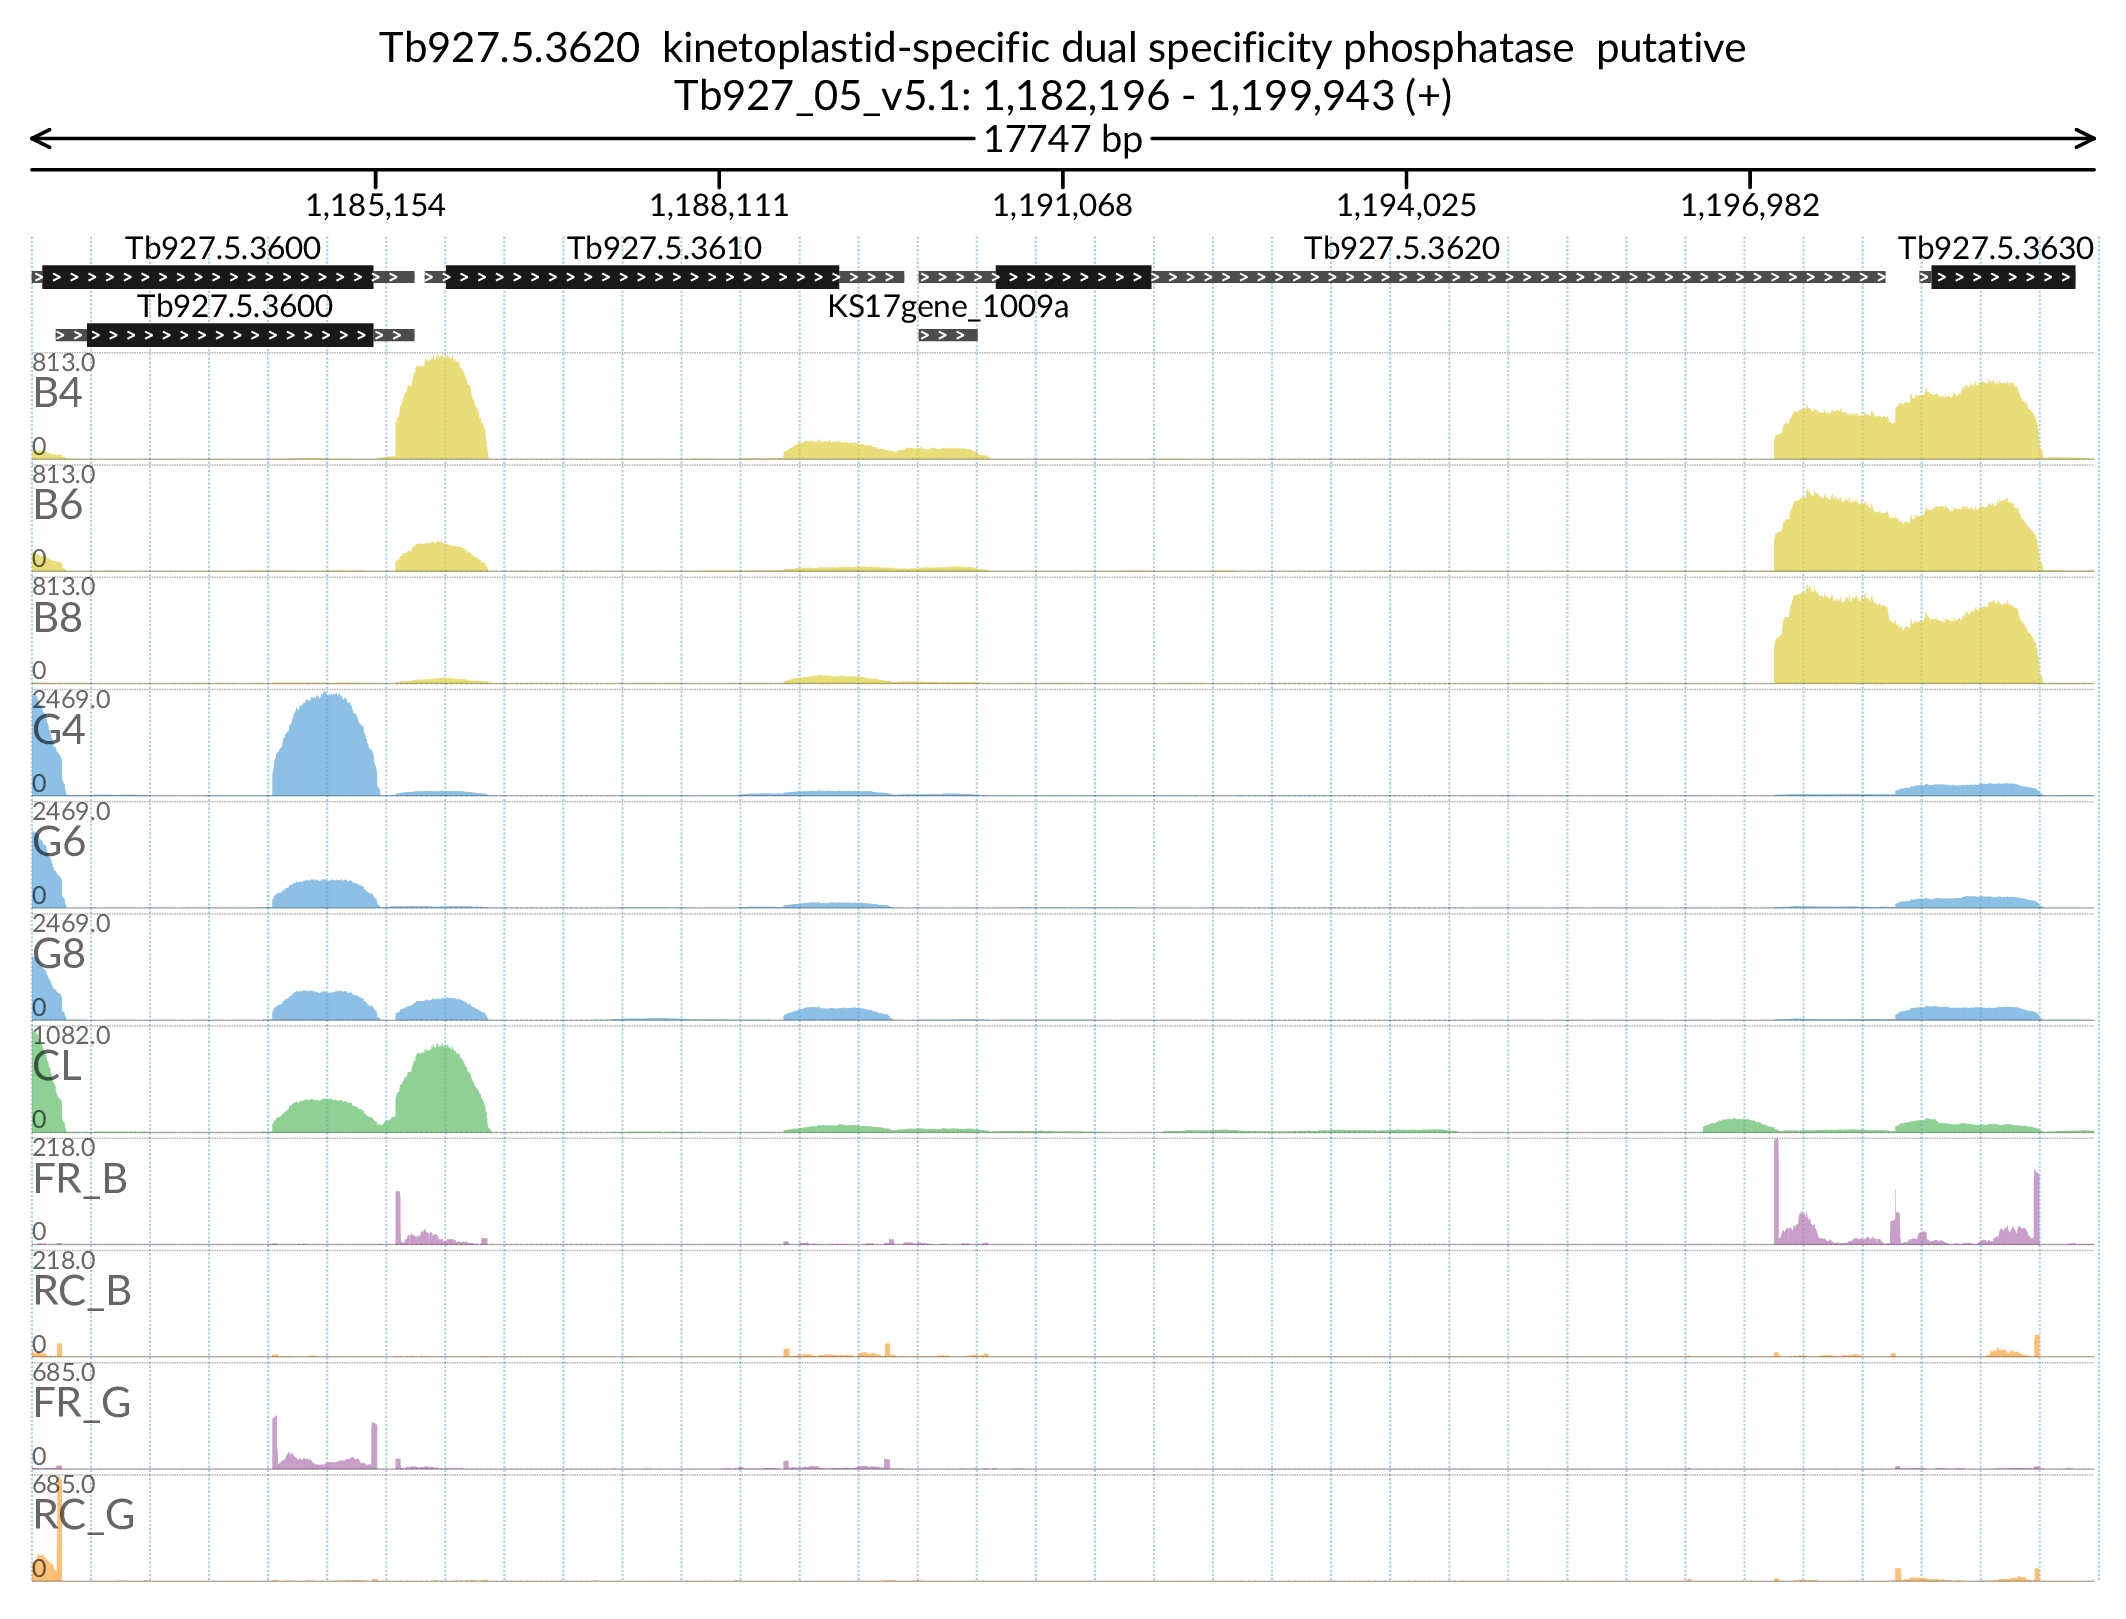 Tb927.5.3620  kinetoplastid-specific dual specificity phosphatase  putative
Tb927_05_v5.1: 1,182,196 - 1,199,943 (+)
17747 bp
1,185,154 1,188,111 1,191,068 1,194,025 1,196,982
Tb927.5.3600 Tb927.5.3610 Tb927.5.3620 Tb927.5.3630
Tb927.5.3600 KS17gene_1009a
813.0
B4
0
813.0
B6
0
813.0
B8
0
2469.0
G4
0
2469.0
G6
0
2469.0
G8
0
1082.0
CL
0
218.0
FR_B
0
218.0
RC_B
0
685.0
FR_G
0
685.0
RC_G
0